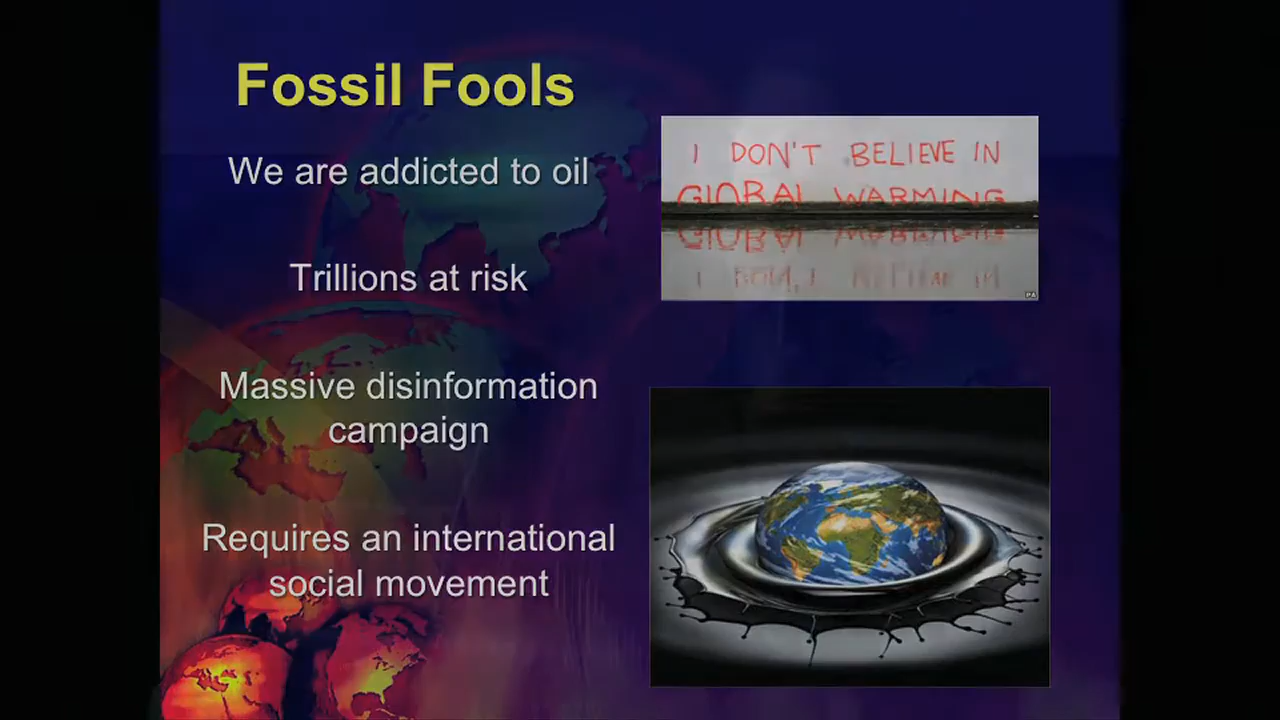 Fossil Fools
We are addicted to oil
Trillions at risk
Massive disinformation
campaign
Requires an international
social movement
I DON'T BELIEVE IN
GLOBAL WARMING
PA